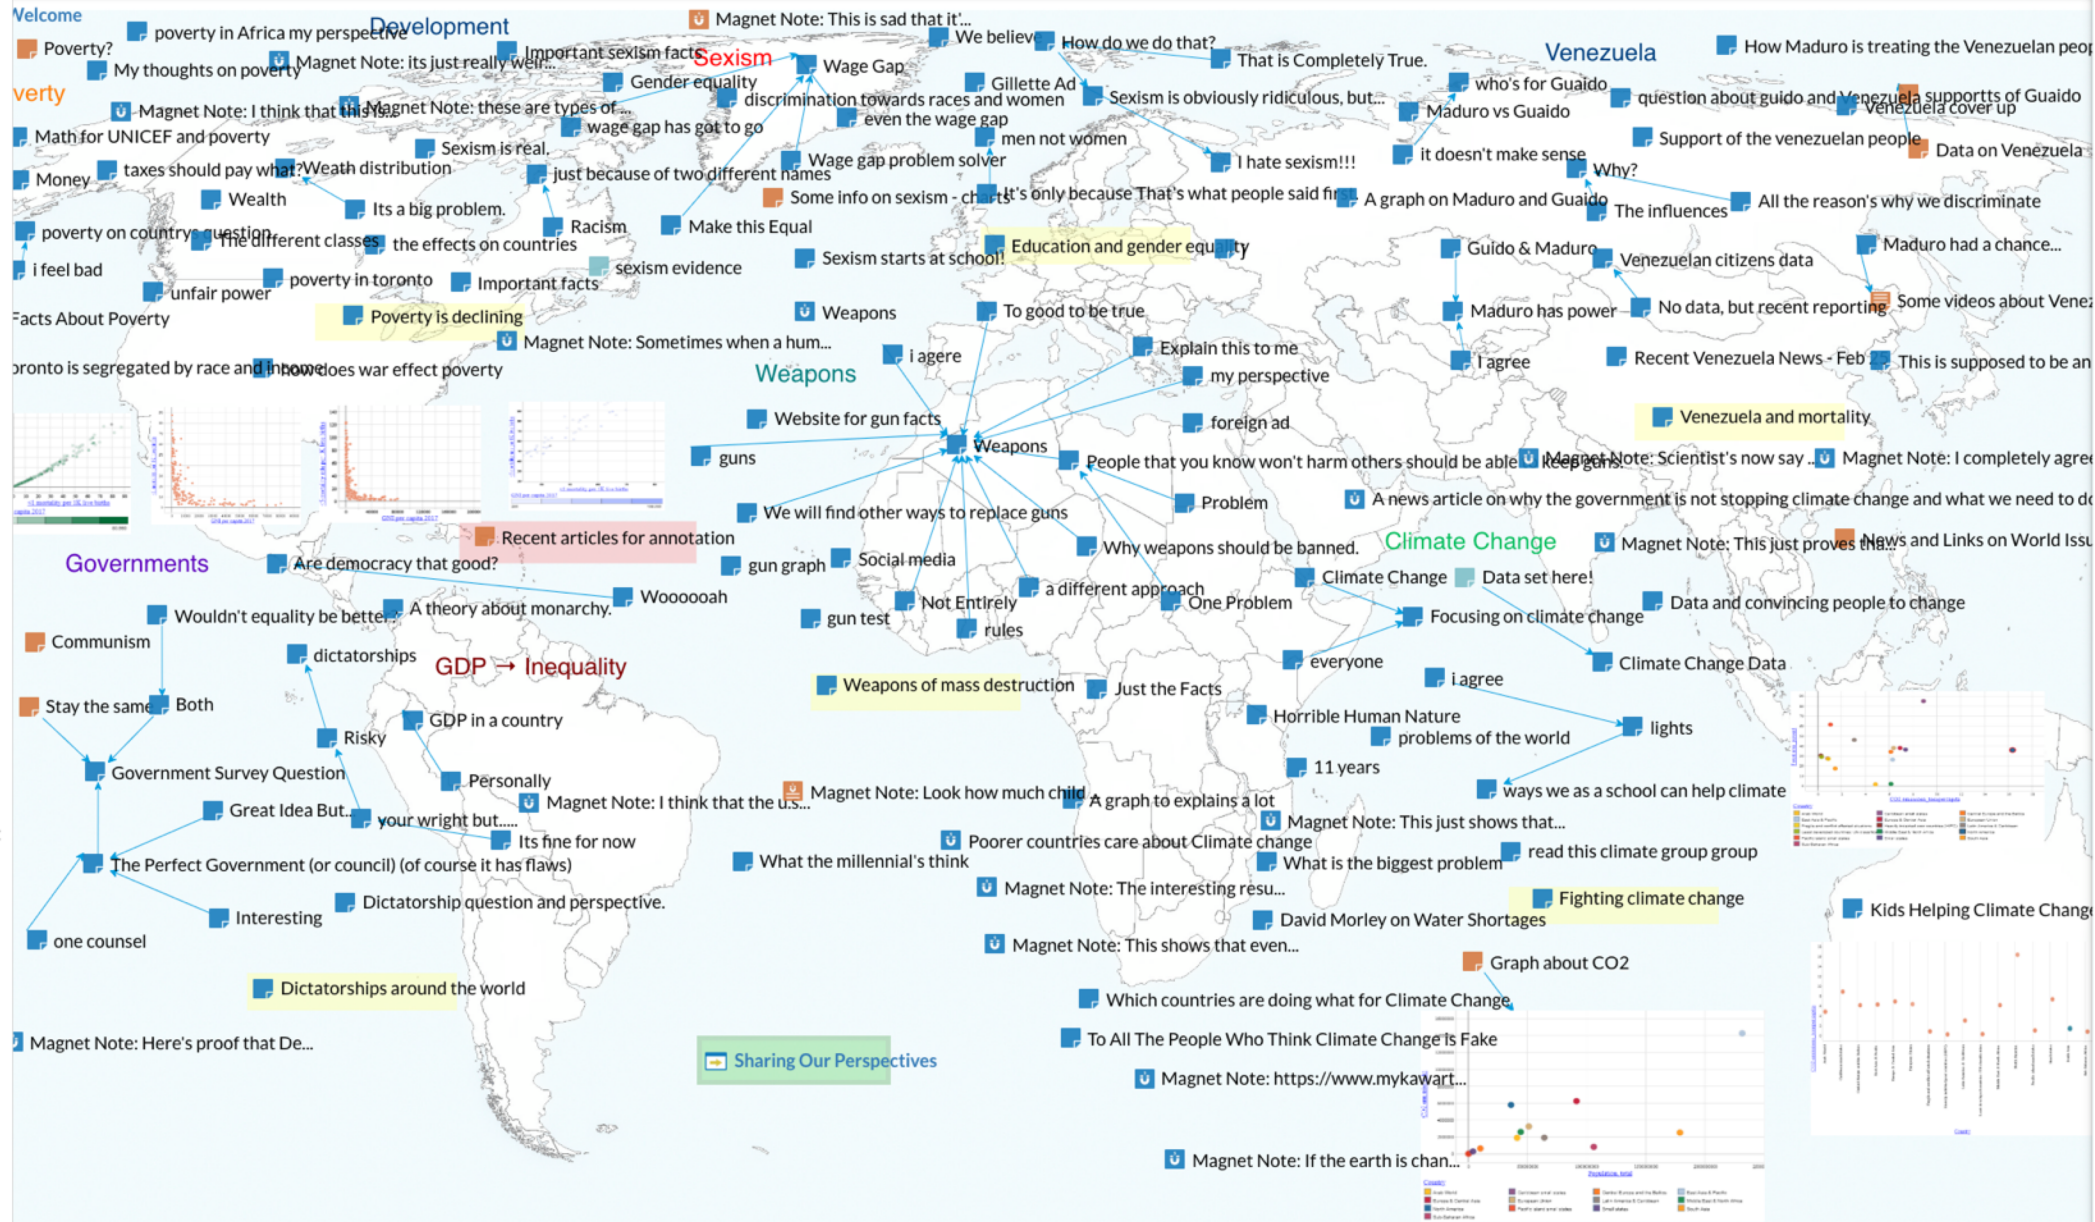 Welcome
Development
Magnet Note: This is sad that it'...
poverty in Africa my perspective
Poverty?
Important sexism facts
Sexism
We believe
How do we do that?
Venezuela
How Maduro is treating the Venezuelan peop
My thoughts on poverty
Magnet Note: its just really weir...
Wage Gap
That is Completely True.
verty
Gender equality
Gillette Ad
who's for Guaido
Magnet Note: I think that this is...
Magnet Note: these are types of...
discrimination towards races and women
Sexism is obviously ridiculous, but...
question about guido and Venezuela
supportts of Guaido
Maduro vs Guaido
Venezuela cover up
even the wage gap
wage gap has got to go
Math for UNICEF and poverty
men not women
Support of the venezuelan people
Sexism is real.
Data on Venezuela
it doesn't make sense
Wage gap problem solver
I hate sexism!!!
taxes should pay what?
Weath distribution
just because of two different names
Why?
Money
Some info on sexism - charts
It's only because That's what people said first.
A graph on Maduro and Guaido
All the reason's why we discriminate
Wealth
Its a big problem.
The influences
Racism
Make this Equal
poverty on countrys question
The different classes
the effects on countries
Education and gender equality
Guido & Maduro
Maduro had a chance...
Sexism starts at school!
Venezuelan citizens data
i feel bad
sexism evidence
poverty in toronto
Important facts
unfair power
Some videos about Venez
No data, but recent reporting
Facts About Poverty
Poverty is declining
Weapons
To good to be true
Maduro has power
Magnet Note: Sometimes when a hum...
i agere
Explain this to me
Recent Venezuela News - Feb 25
I agree
This is supposed to be an
oronto is segregated by race and income
how does war effect poverty
Weapons
my perspective
Website for gun facts
foreign ad
Venezuela and mortality
Weapons
guns
People that you know won't harm others should be able to keep guns.
Magnet Note: Scientist's now say ...
Magnet Note: I completely agree
Problem
A news article on why the government is not stopping climate change and what we need to do
We will find other ways to replace guns
Recent articles for annotation
Why weapons should be banned.
Climate Change
Magnet Note: This just proves tha...
News and Links on World Issu
Governments
Are democracy that good?
gun graph
Social media
Climate Change
Data set here!
a different approach
Woooooah
Not Entirely
One Problem
Data and convincing people to change
Wouldn't equality be better?
A theory about monarchy.
gun test
rules
Focusing on climate change
Communism
dictatorships
GDP → Inequality
everyone
Climate Change Data
Weapons of mass destruction
Just the Facts
i agree
Stay the same
Both
GDP in a country
Horrible Human Nature
lights
Risky
problems of the world
Government Survey Question
Personally
11 years
Magnet Note: I think that the u.s...
Magnet Note: Look how much child...
A graph to explains a lot
ways we as a school can help climate
Great Idea But...
your wright but.....
Magnet Note: This just shows that...
Its fine for now
Poorer countries care about Climate change
The Perfect Government (or council) (of course it has flaws)
What the millennial's think
What is the biggest problem
read this climate group group
Magnet Note: The interesting resu...
Dictatorship question and perspective.
Fighting climate change
Kids Helping Climate Change
Interesting
David Morley on Water Shortages
one counsel
Magnet Note: This shows that even...
Graph about CO2
Dictatorships around the world
Which countries are doing what for Climate Change
Magnet Note: Here's proof that De...
To All The People Who Think Climate Change Is Fake
Sharing Our Perspectives
Magnet Note: https://www.mykawart...
Magnet Note: If the earth is chan...
Population, total
Country